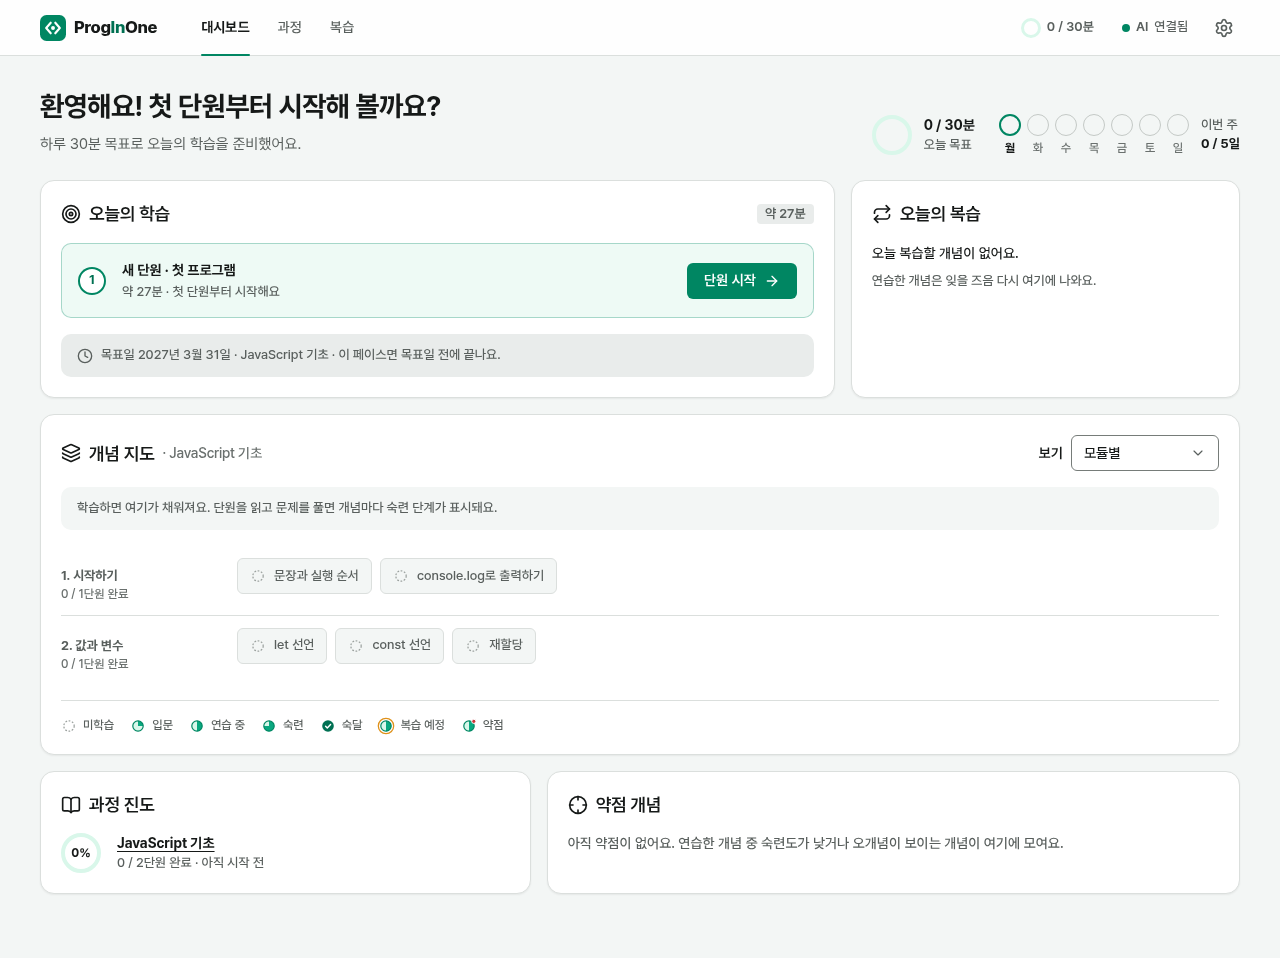 ProgInOne
대시보드
과정
복습
0 / 30분
AI 연결됨
환영해요! 첫 단원부터 시작해 볼까요?
하루 30분 목표로 오늘의 학습을 준비했어요.
0 / 30분
오늘 목표
월 화 수 목 금 토 일
이번 주
0 / 5일
오늘의 학습
약 27분
1
새 단원 · 첫 프로그램
약 27분 · 첫 단원부터 시작해요
단원 시작
목표일 2027년 3월 31일 · JavaScript 기초 · 이 페이스면 목표일 전에 끝나요.
오늘의 복습
오늘 복습할 개념이 없어요.
연습한 개념은 잊을 즈음 다시 여기에 나와요.
개념 지도 · JavaScript 기초
보기
모듈별
학습하면 여기가 채워져요. 단원을 읽고 문제를 풀면 개념마다 숙련 단계가 표시돼요.
1. 시작하기
0 / 1단원 완료
문장과 실행 순서
console.log로 출력하기
2. 값과 변수
0 / 1단원 완료
let 선언
const 선언
재할당
미학습 입문 연습 중 숙련 숙달 복습 예정 약점
과정 진도
0%
JavaScript 기초
0 / 2단원 완료 · 아직 시작 전
약점 개념
아직 약점이 없어요. 연습한 개념 중 숙련도가 낮거나 오개념이 보이는 개념이 여기에 모여요.